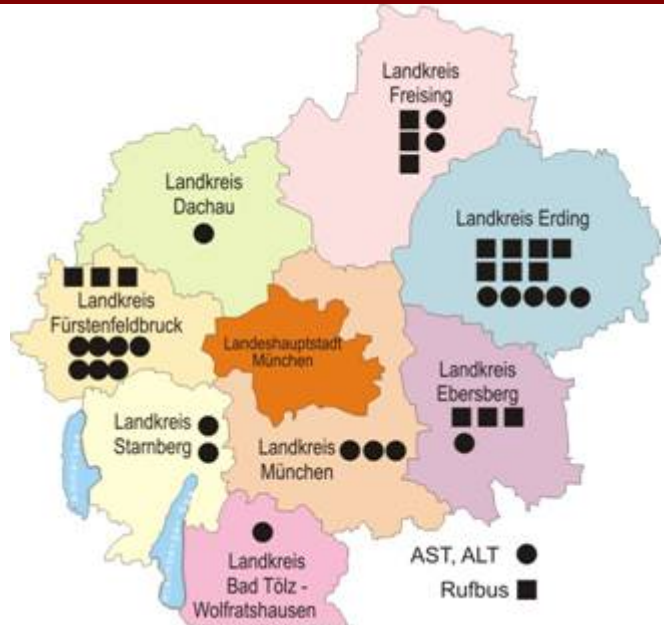 Landkreis
Freising
Landkreis
Dachau
Landkreis Erding
Landkreis
Fürstenfeldbruck
Landeshauptstadt
München
Landkreis
Ebersberg
Landkreis
Starnberg
Landkreis
München
Landkreis
Bad Tölz -
Wolfratshausen
AST, ALT
Rufbus